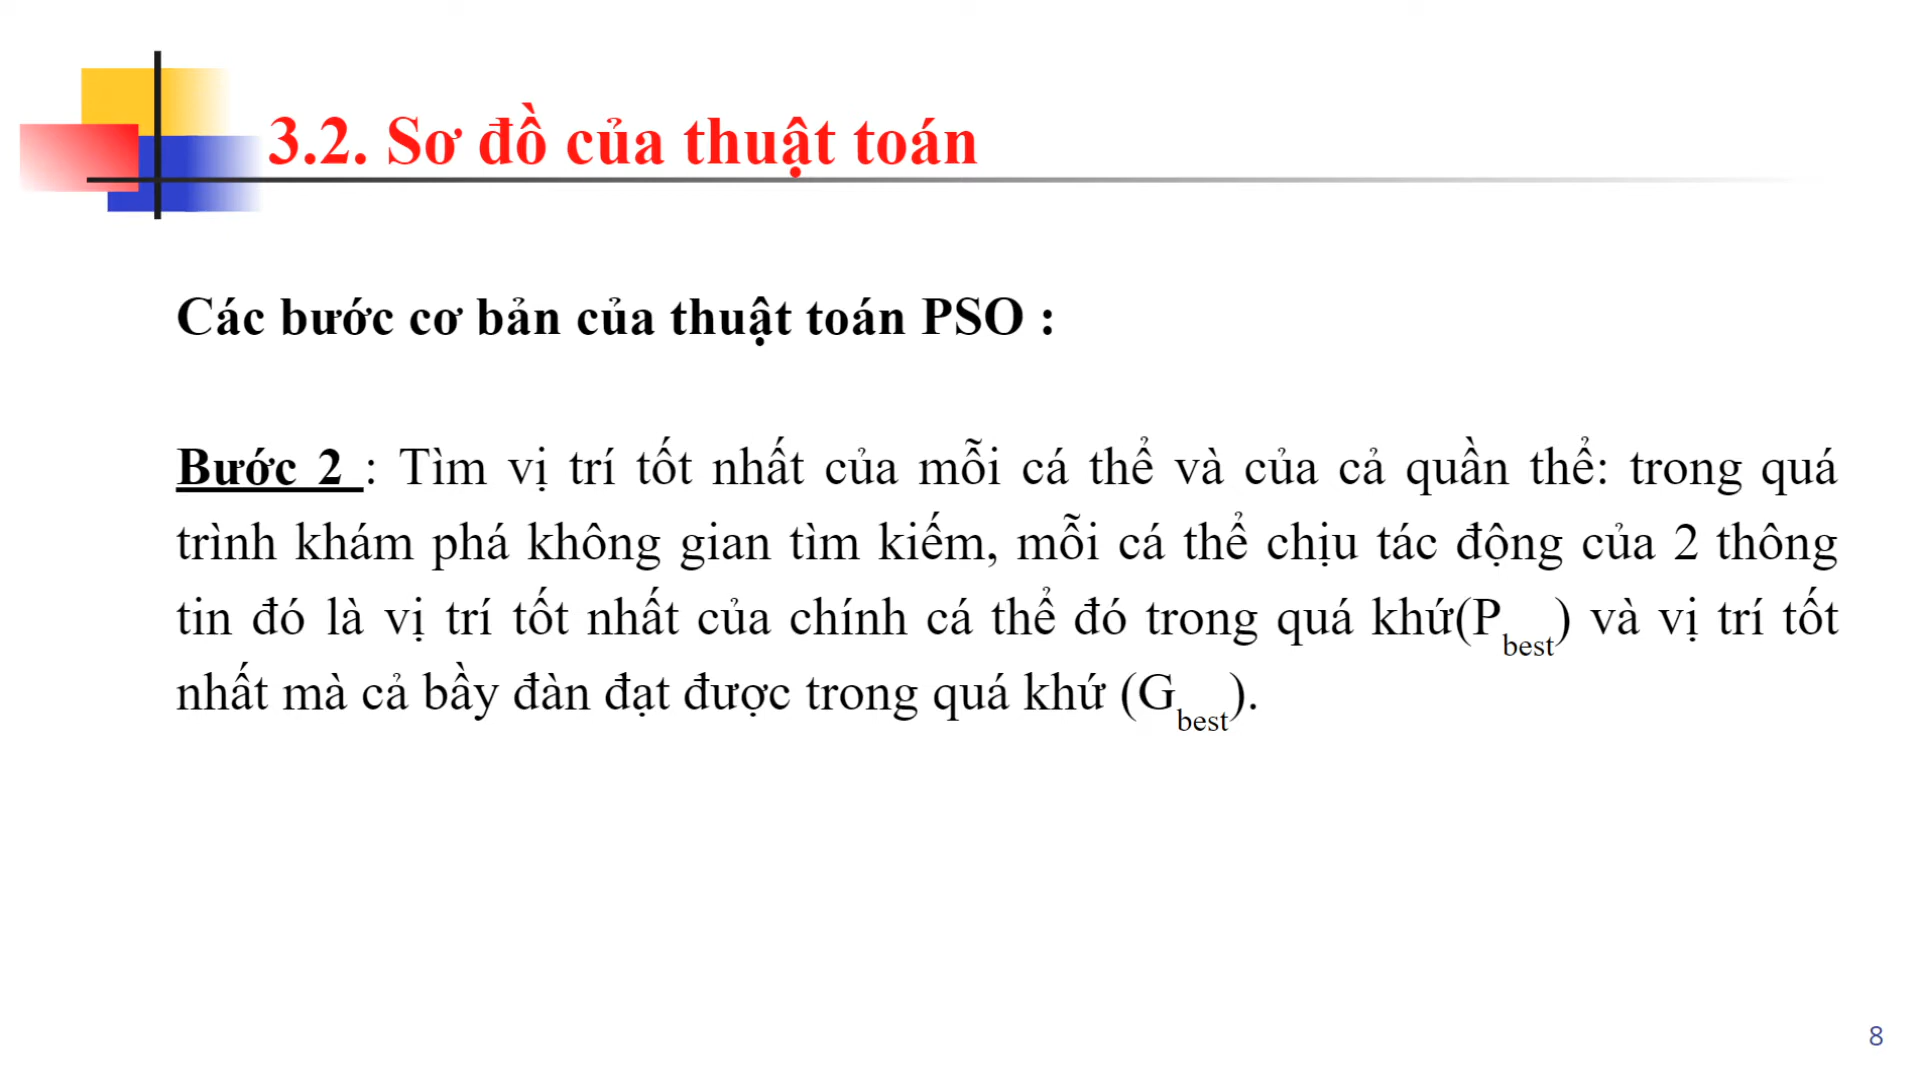 3.2. Sơ đồ của thuật toán
Các bước cơ bản của thuật toán PSO :
Bước 2 : Tìm vị trí tốt nhất của mỗi cá thể và của cả quần thể: trong quá
trình khám phá không gian tìm kiếm, mỗi cá thể chịu tác động của 2 thông
tin đó là vị trí tốt nhất của chính cá thể đó trong quá khứ(Pbest) và vị trí tốt
nhất mà cả bầy đàn đạt được trong quá khứ (Gbest).
8